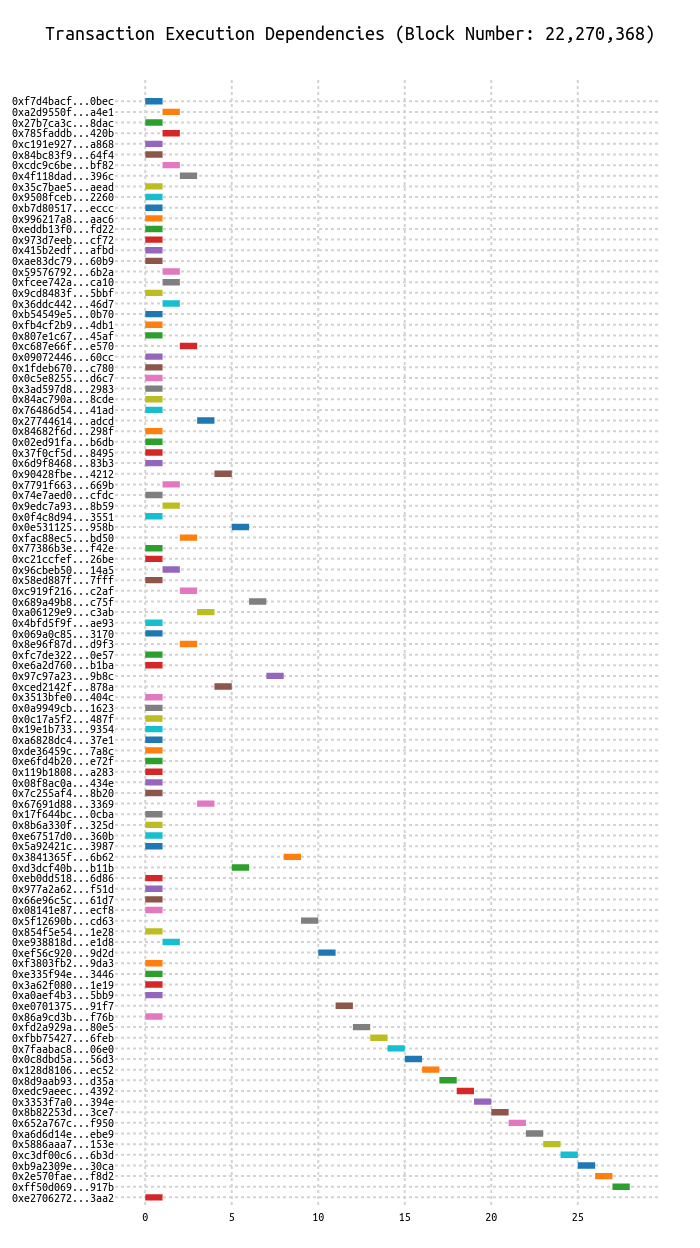 Transaction Execution Dependencies (Block Number: 22,270,368)
0xf7d4bacf...0bec
0xa2d9550f...a4e1
0x27b7ca3c...8dac
0x785faddb...420b
0xc191e927...a868
0x84bc83f9...64f4
0xcdc9c6be...bf82
0x4f118dad...396c
0x35c7bae5...aead
0x9508fceb...2260
0xb7d80517...eccc
0x996217a8...aac6
0xeddb13f0...fd22
0x973d7eeb...cf72
0x415b2edf...afbd
0xae83dc79...60b9
0x59576792...6b2a
0xfcee742a...ca10
0x9cd8483f...5bbf
0x36ddc442...46d7
0xb54549e5...0b70
0xfb4cf2b9...4db1
0x807e1c67...45af
0xc687e66f...e570
0x09072446...60cc
0x1fdeb670...c780
0x0c5e8255...d6c7
0x3ad597d8...2983
0x84ac790a...8cde
0x76486d54...41ad
0x27744614...adcd
0x84682f6d...298f
0x02ed91fa...b6db
0x37f0cf5d...8495
0x6d9f8468...83b3
0x90428fbe...4212
0x7791f663...669b
0x74e7aed0...cfdc
0x9edc7a93...8b59
0x0f4c8d94...3551
0x0e531125...958b
0xfac88ec5...bd50
0x77386b3e...f42e
0xc21ccfef...26be
0x96cbeb50...14a5
0x58ed887f...7fff
0xc919f216...c2af
0x689a49b8...c75f
0xa06129e9...c3ab
0x4bfd5f9f...ae93
0x069a0c85...3170
0x8e96f87d...d9f3
0xfc7de322...0e57
0xe6a2d760...b1ba
0x97c97a23...9b8c
0xced2142f...878a
0x3513bfe0...404c
0x0a9949cb...1623
0x0c17a5f2...487f
0x19e1b733...9354
0xa6828dc4...37e1
0xde36459c...7a8c
0xe6fd4b20...e72f
0x119b1808...a283
0x08f8ac0a...434e
0x7c255af4...8b20
0x67691d88...3369
0x17f644bc...0cba
0x8b6a330f...325d
0xe67517d0...360b
0x5a92421c...3987
0x3841365f...6b62
0xd3dcf40b...b11b
0xeb0dd518...6d86
0x977a2a62...f51d
0x66e96c5c...61d7
0x08141e87...ecf8
0x5f12690b...cd63
0x854f5e54...1e28
0xe938818d...e1d8
0xef56c920...9d2d
0xf3803fb2...9da3
0xe335f94e...3446
0x3a62f080...1e19
0xa0aef4b3...5bb9
0xe0701375...91f7
0x86a9cd3b...f76b
0xfd2a929a...80e5
0xfbb75427...6feb
0x7faabac8...06e0
0x0c8dbd5a...56d3
0x128d8106...ec52
0x8d9aab93...d35a
0xedc9aeec...4392
0x3353f7a0...394e
0x8b82253d...3ce7
0x652a767c...f950
0xa6d6d14e...ebe9
0x5886aaa7...153e
0xc3df00c6...6b3d
0xb9a2309e...30ca
0x2e570fae...f8d2
0xff50d069...917b
0xe2706272...3aa2
0 5 10 15 20 25